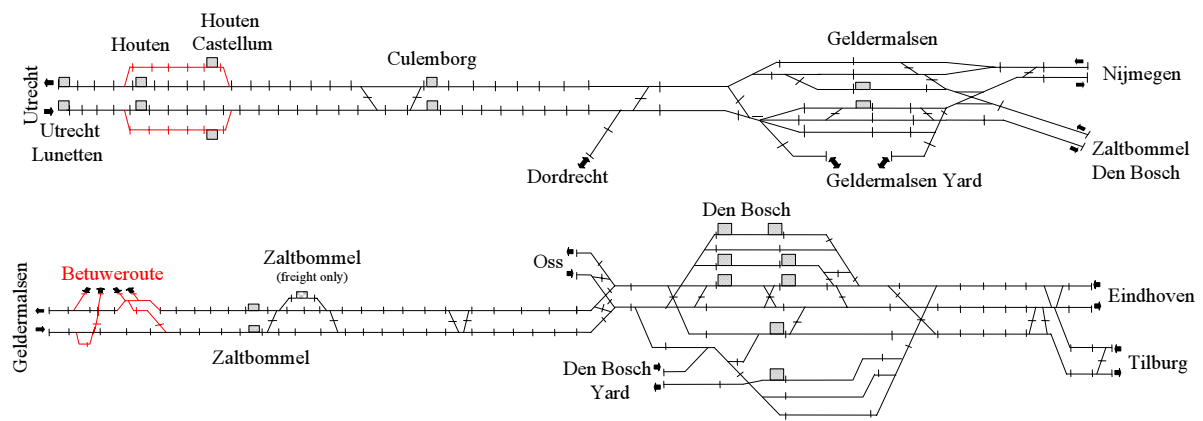 Houten
Houten
Castellum
Culemborg
Geldermalsen
Utrecht
Nijmegen
Utrecht
Lunetten
Dordrecht
Geldermalsen Yard
Zaltbommel
Den Bosch
Den Bosch
Betuweroute
Zaltbommel
(freight only)
Oss
Geldermalsen
Eindhoven
Zaltbommel
Den Bosch
Yard
Tilburg